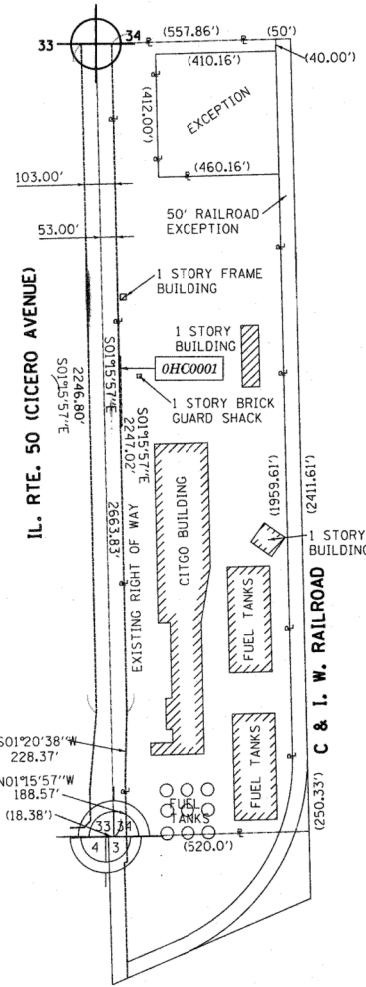 33
34
(557.86')
(50')
(410.16')
(40.00')
(412.00')
EXCEPTION
103.00'
(460.16')
50' RAILROAD
EXCEPTION
53.00'
1 STORY FRAME
BUILDING
IL. RTE. 50 (CICERO AVENUE)
2246.80'
S01°15'57"E
S01°15'57"E
1 STORY
BUILDING
0HC0001
1 STORY BRICK
GUARD SHACK
S01°15'57"E
2247.02'
2663.83'
EXISTING RIGHT OF WAY
CITGO BUILDING
(1959.61')
(2411.61')
1 STORY
BUILDING
FUEL TANKS
C & I. W. RAILROAD
FUEL TANKS
S01°20'38"W
228.37'
N01°15'57"W
188.57'
(18.38')
33
34
4
3
FUEL
TANKS
(520.0')
(250.33')